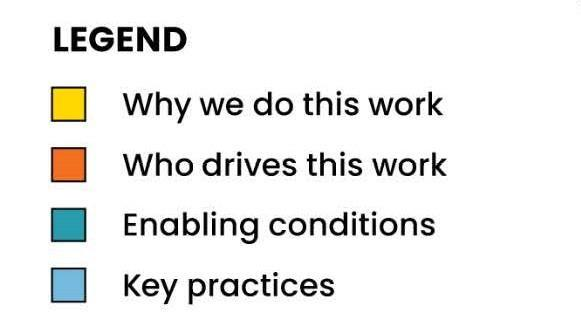 LEGEND
Why we do this work
Who drives this work
Enabling conditions
Key practices